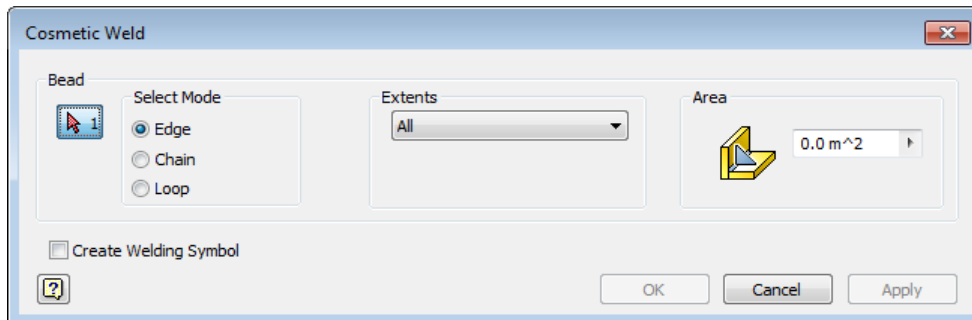 Cosmetic Weld
Bead
Select Mode
1
Edge
Chain
Loop
Extents
All
Area
0.0 m^2
Create Welding Symbol
?
OK
Cancel
Apply